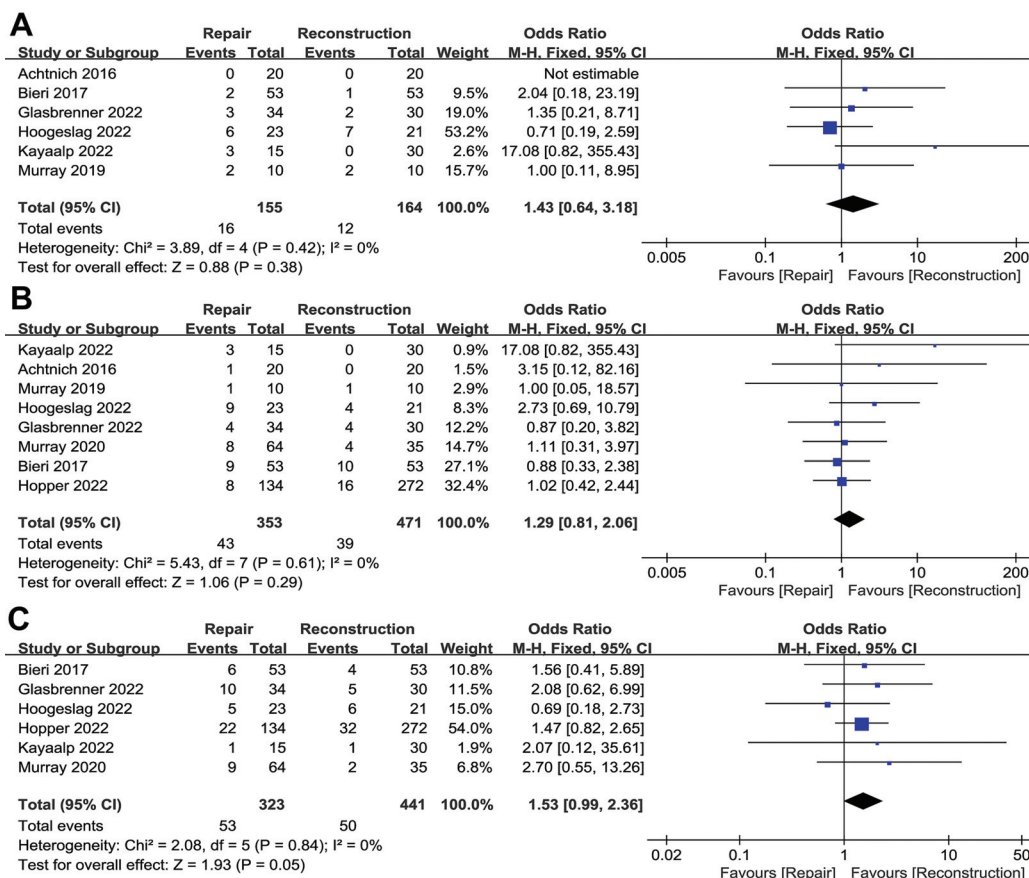 A
Repair Reconstruction Odds Ratio Odds Ratio
Study or Subgroup Events Total Events Total Weight M-H, Fixed, 95% CI M-H, Fixed, 95% CI
Achtnich 2016 0 20 0 20 Not estimable
Bieri 2017 2 53 1 53 9.5% 2.04 [0.18, 23.19]
Glasbrenner 2022 3 34 2 30 19.0% 1.35 [0.21, 8.71]
Hoogeslag 2022 6 23 7 21 53.2% 0.71 [0.19, 2.59]
Kayaalp 2022 3 15 0 30 2.6% 17.08 [0.82, 355.43]
Murray 2019 2 10 2 10 15.7% 1.00 [0.11, 8.95]
Total (95% CI) 155 164 100.0% 1.43 [0.64, 3.18]
Total events 16 12
Heterogeneity: Chi² = 3.89, df = 4 (P = 0.42); I² = 0%
Test for overall effect: Z = 0.88 (P = 0.38)
0.005 0.1 1 10 200
Favours [Repair] Favours [Reconstruction]
B
Repair Reconstruction Odds Ratio Odds Ratio
Study or Subgroup Events Total Events Total Weight M-H, Fixed, 95% CI M-H, Fixed, 95% CI
Kayaalp 2022 3 15 0 30 0.9% 17.08 [0.82, 355.43]
Achtnich 2016 1 20 0 20 1.5% 3.15 [0.12, 82.16]
Murray 2019 1 10 1 10 2.9% 1.00 [0.05, 18.57]
Hoogeslag 2022 9 23 4 21 8.3% 2.73 [0.69, 10.79]
Glasbrenner 2022 4 34 4 30 12.2% 0.87 [0.20, 3.82]
Murray 2020 8 64 4 35 14.7% 1.11 [0.31, 3.97]
Bieri 2017 9 53 10 53 27.1% 0.88 [0.33, 2.38]
Hopper 2022 8 134 16 272 32.4% 1.02 [0.42, 2.44]
Total (95% CI) 353 471 100.0% 1.29 [0.81, 2.06]
Total events 43 39
Heterogeneity: Chi² = 5.43, df = 7 (P = 0.61); I² = 0%
Test for overall effect: Z = 1.06 (P = 0.29)
0.005 0.1 1 10 200
Favours [Repair] Favours [Reconstruction]
C
Repair Reconstruction Odds Ratio Odds Ratio
Study or Subgroup Events Total Events Total Weight M-H, Fixed, 95% CI M-H, Fixed, 95% CI
Bieri 2017 6 53 4 53 10.8% 1.56 [0.41, 5.89]
Glasbrenner 2022 10 34 5 30 11.5% 2.08 [0.62, 6.99]
Hoogeslag 2022 5 23 6 21 15.0% 0.69 [0.18, 2.73]
Hopper 2022 22 134 32 272 54.0% 1.47 [0.82, 2.65]
Kayaalp 2022 1 15 1 30 1.9% 2.07 [0.12, 35.61]
Murray 2020 9 64 2 35 6.8% 2.70 [0.55, 13.26]
Total (95% CI) 323 441 100.0% 1.53 [0.99, 2.36]
Total events 53 50
Heterogeneity: Chi² = 2.08, df = 5 (P = 0.84); I² = 0%
Test for overall effect: Z = 1.93 (P = 0.05)
0.02 0.1 1 10 50
Favours [Repair] Favours [Reconstruction]